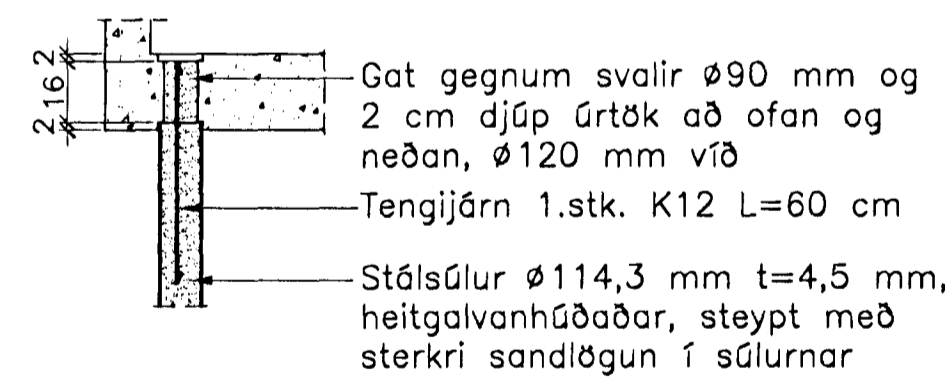 2
16
2
Gat gegnum svalir ø90 mm og
2 cm djúp úrtök að ofan og
neðan, ø120 mm víð
Tengijárn 1.stk. K12 L=60 cm
Stálsúlur ø114,3 mm t=4,5 mm,
heitgalvanhúðaðar, steypt með
sterkri sandlögun í súlurnar